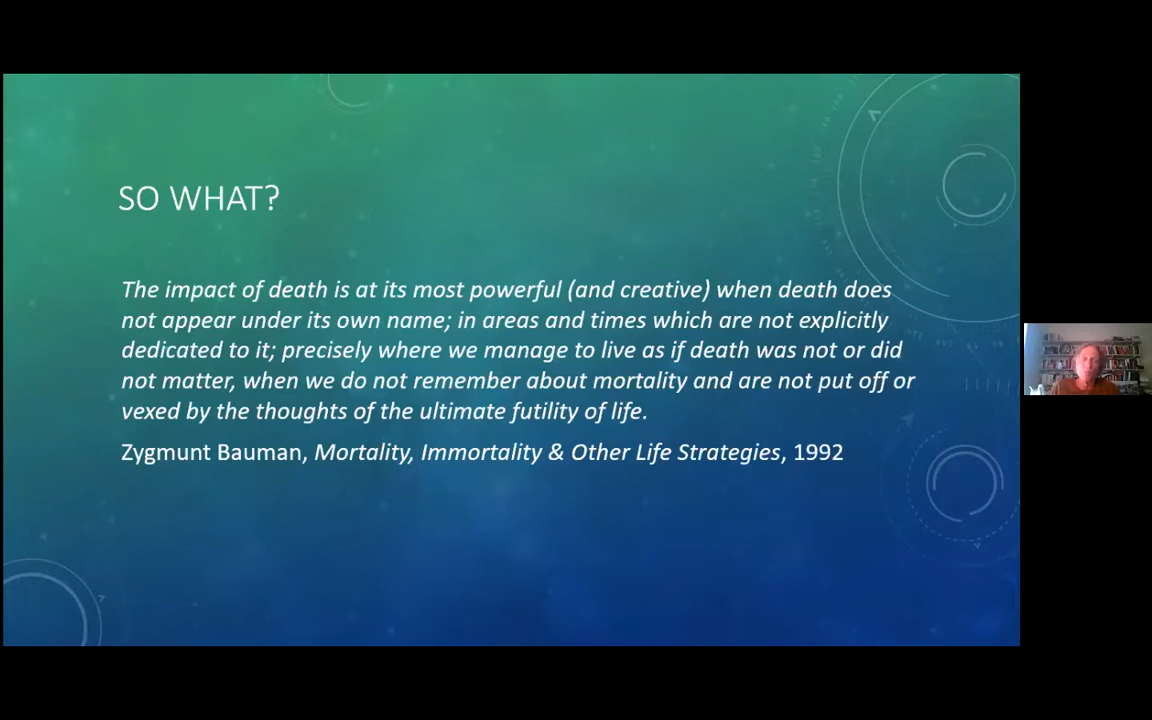 SO WHAT?
The impact of death is at its most powerful (and creative) when death does
not appear under its own name; in areas and times which are not explicitly
dedicated to it; precisely where we manage to live as if death was not or did
not matter, when we do not remember about mortality and are not put off or
vexed by the thoughts of the ultimate futility of life.
Zygmunt Bauman, Mortality, Immortality & Other Life Strategies, 1992